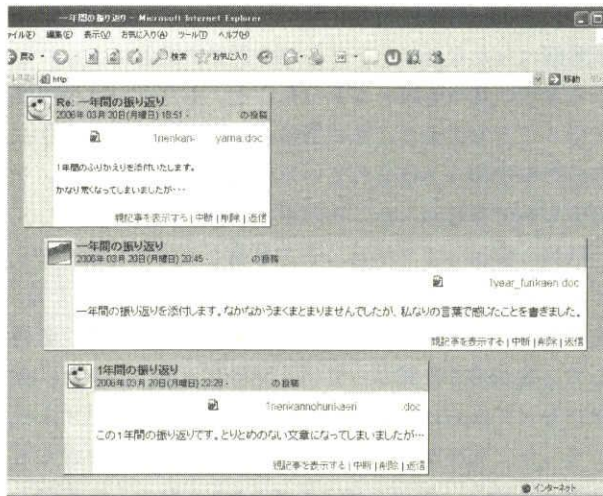 一年間の振り返り - Microsoft Internet Explorer
ファイル(F) 編集(E) 表示(V) お気に入り(A) ツール(T) ヘルプ(H)
戻る 検索 お気に入り
http 移動
Re: 一年間の振り返り
2006年 03月 20日(月曜日) 18:51 - の投稿
1nenkan- yama.doc
1年間のふりかえりを添付いたします。
かなり荒くなってしまいましたが・・・
親記事を表示する | 中断 | 削除 | 返信
一年間の振り返り
2006年 03月 20日(月曜日) 20:45 - の投稿
1year_furikaeri.doc
一年間の振り返りを添付します。なかなかうまくまとまりませんでしたが、私なりの言葉で感じたことを書きました。
親記事を表示する | 中断 | 削除 | 返信
1年間の振り返り
2006年 03月 20日(月曜日) 22:28 - の投稿
1nenkannohurikaeri .doc
この1年間の振り返りです。とりとめのない文章になってしまいましたが…
親記事を表示する | 中断 | 削除 | 返信
インターネット